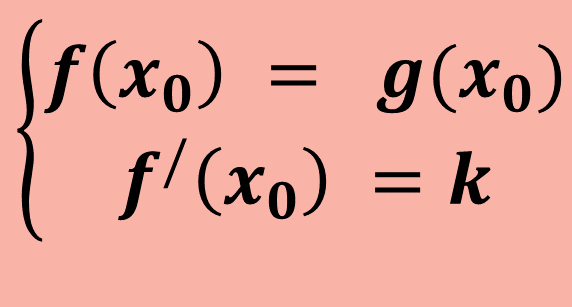 f(x₀) = g(x₀)
f′(x₀) = k